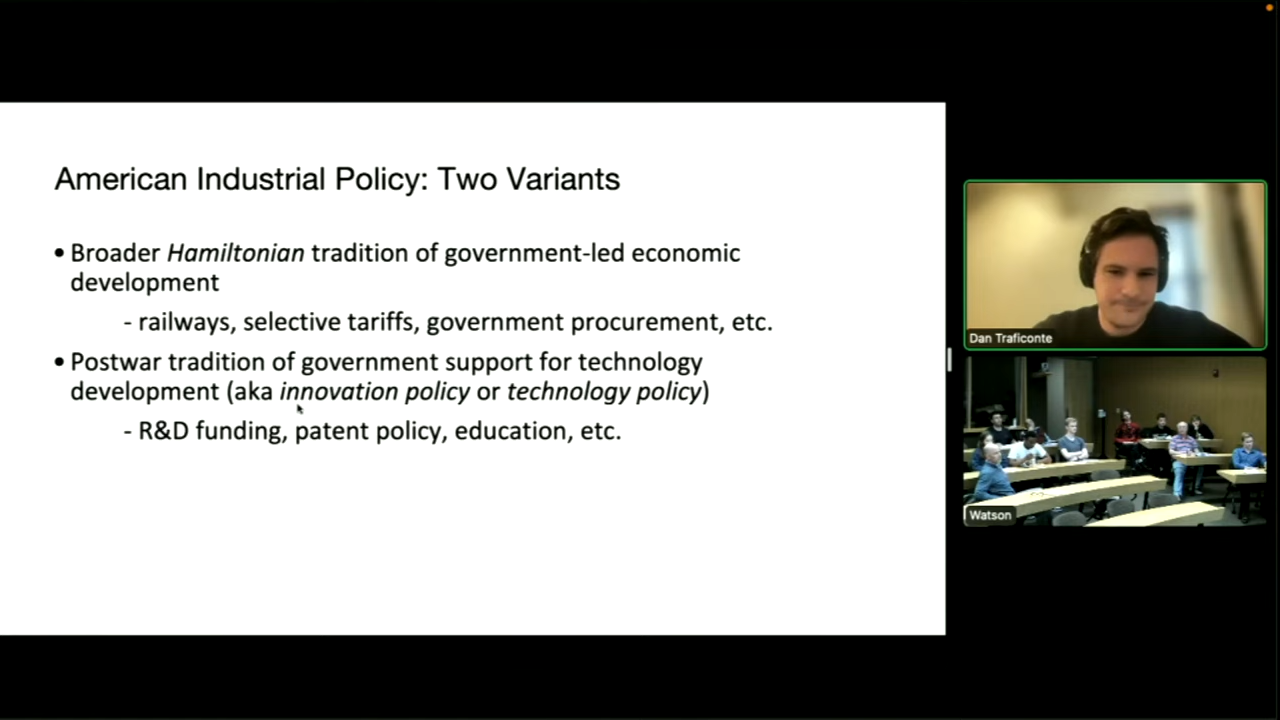 American Industrial Policy: Two Variants
• Broader Hamiltonian tradition of government-led economic
development
- railways, selective tariffs, government procurement, etc.
• Postwar tradition of government support for technology
development (aka innovation policy or technology policy)
- R&D funding, patent policy, education, etc.
Dan Traficonte
Watson